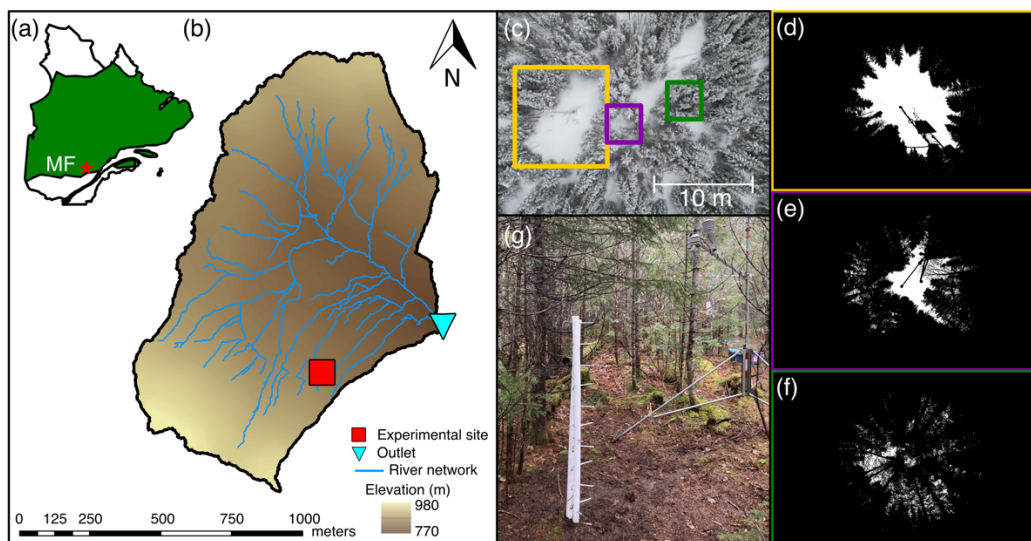 (a)
(b)
N
MF
Experimental site
Outlet
River network
Elevation (m)
980
770
0 125 250 500 750 1000
meters
(c)
10 m
(g)
(d)
(e)
(f)